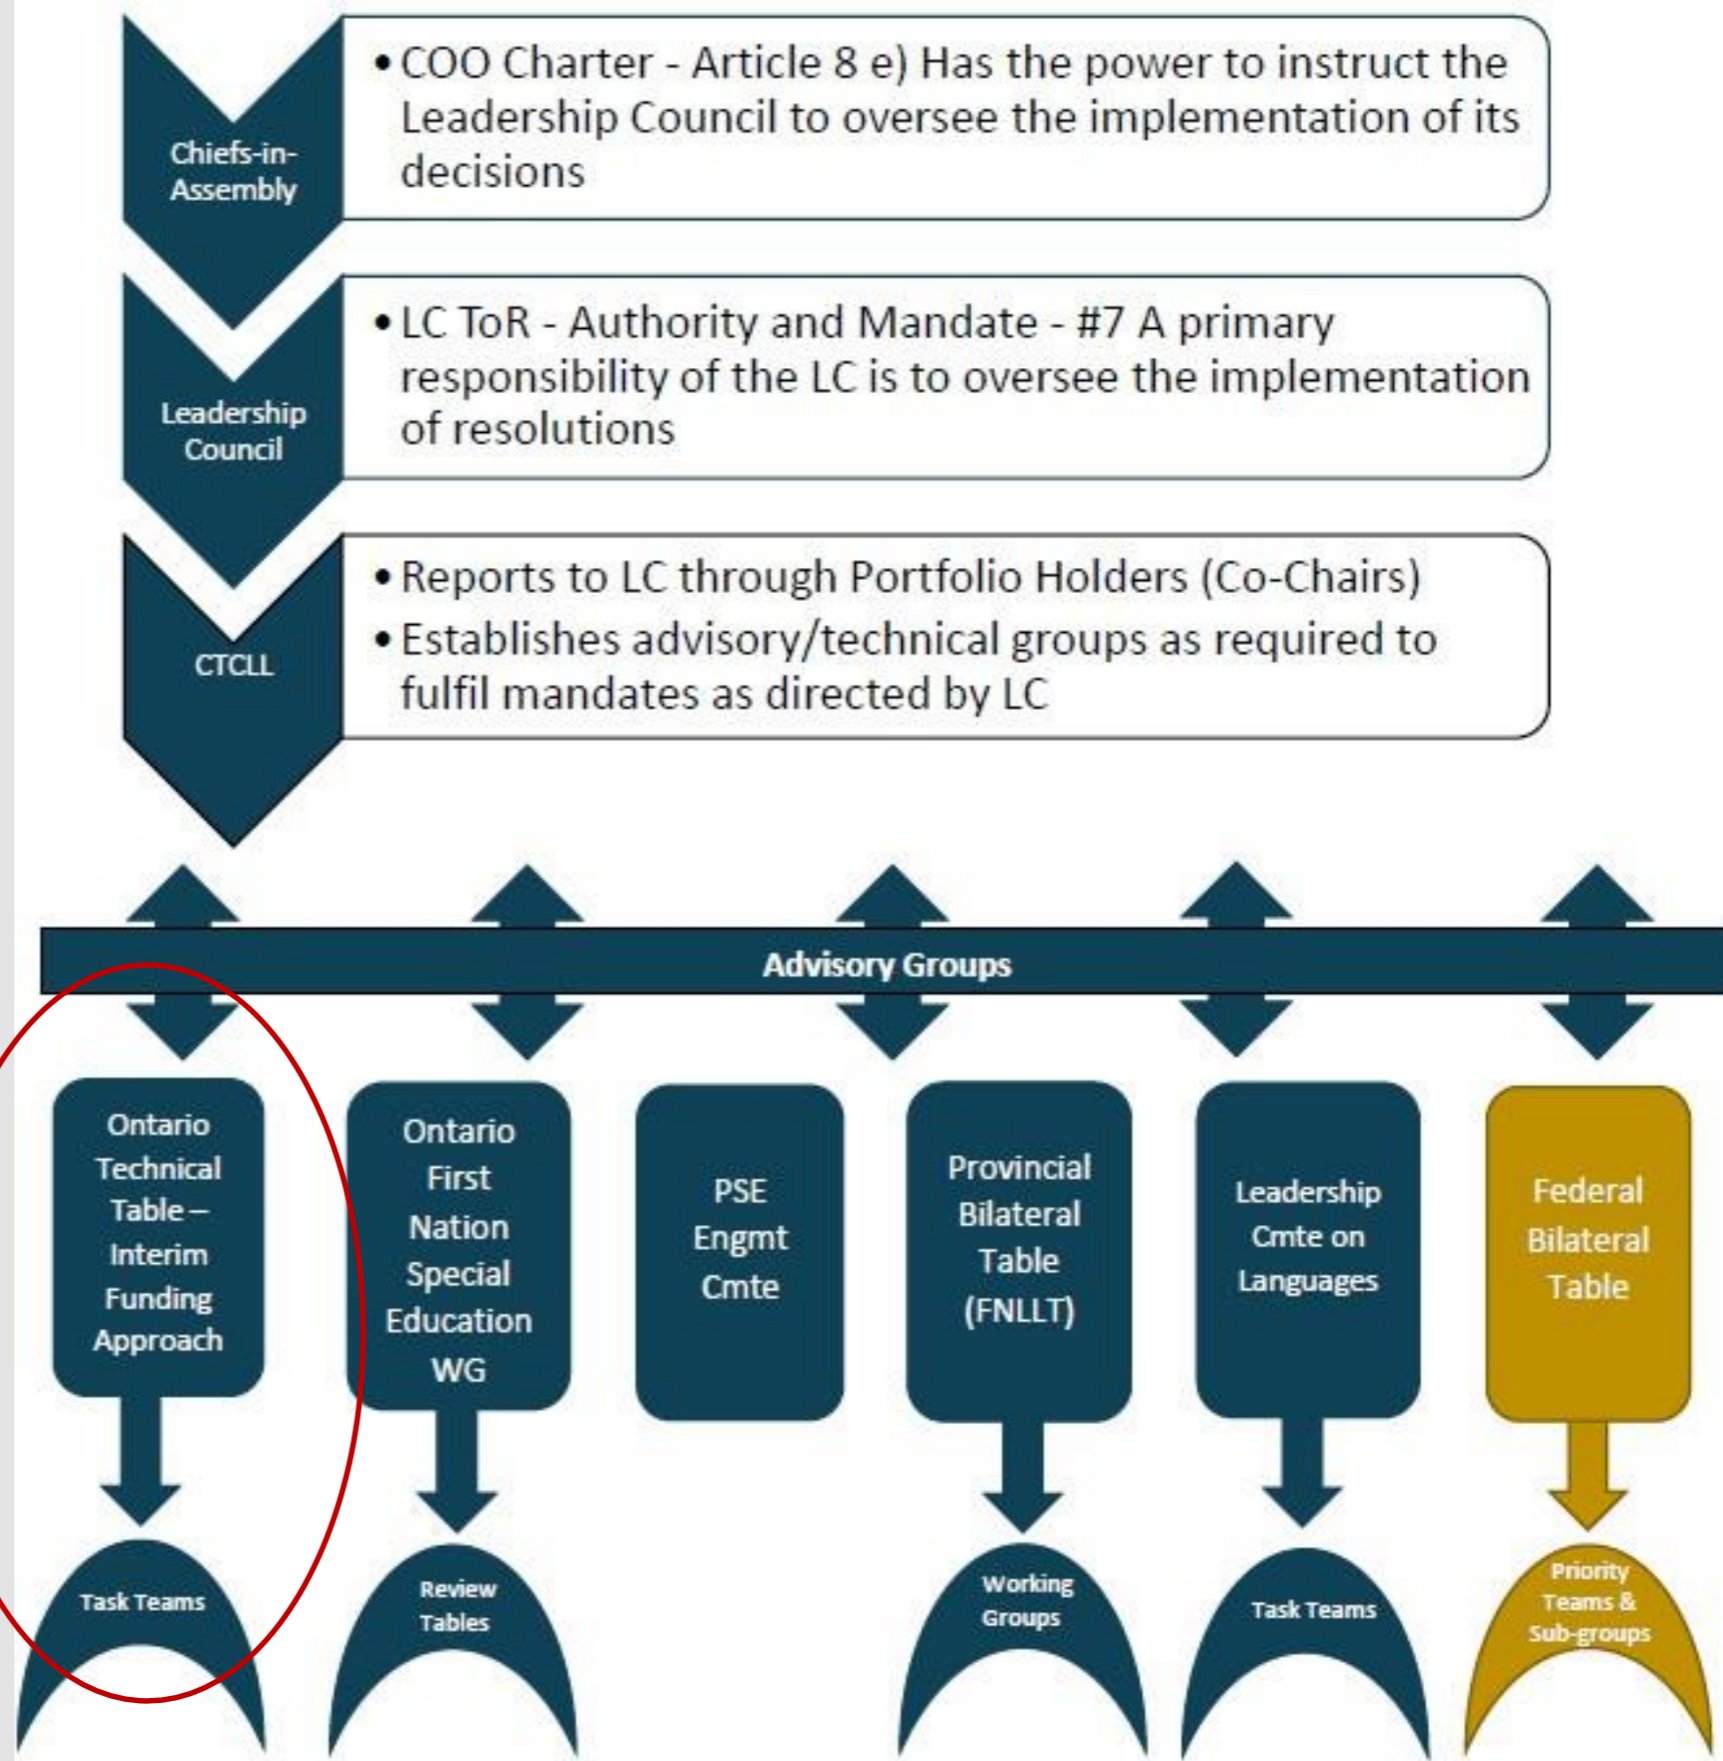 Chiefs-in-
Assembly
• COO Charter - Article 8 e) Has the power to instruct the
Leadership Council to oversee the implementation of its
decisions
Leadership
Council
• LC ToR - Authority and Mandate - #7 A primary
responsibility of the LC is to oversee the implementation
of resolutions
CTCLL
• Reports to LC through Portfolio Holders (Co-Chairs)
• Establishes advisory/technical groups as required to
fulfil mandates as directed by LC
Advisory Groups
Ontario
Technical
Table –
Interim
Funding
Approach
Ontario
First
Nation
Special
Education
WG
PSE
Engmt
Cmte
Provincial
Bilateral
Table
(FNLLT)
Leadership
Cmte on
Languages
Federal
Bilateral
Table
Task Teams
Review
Tables
Working
Groups
Task Teams
Priority
Teams &
Sub-groups